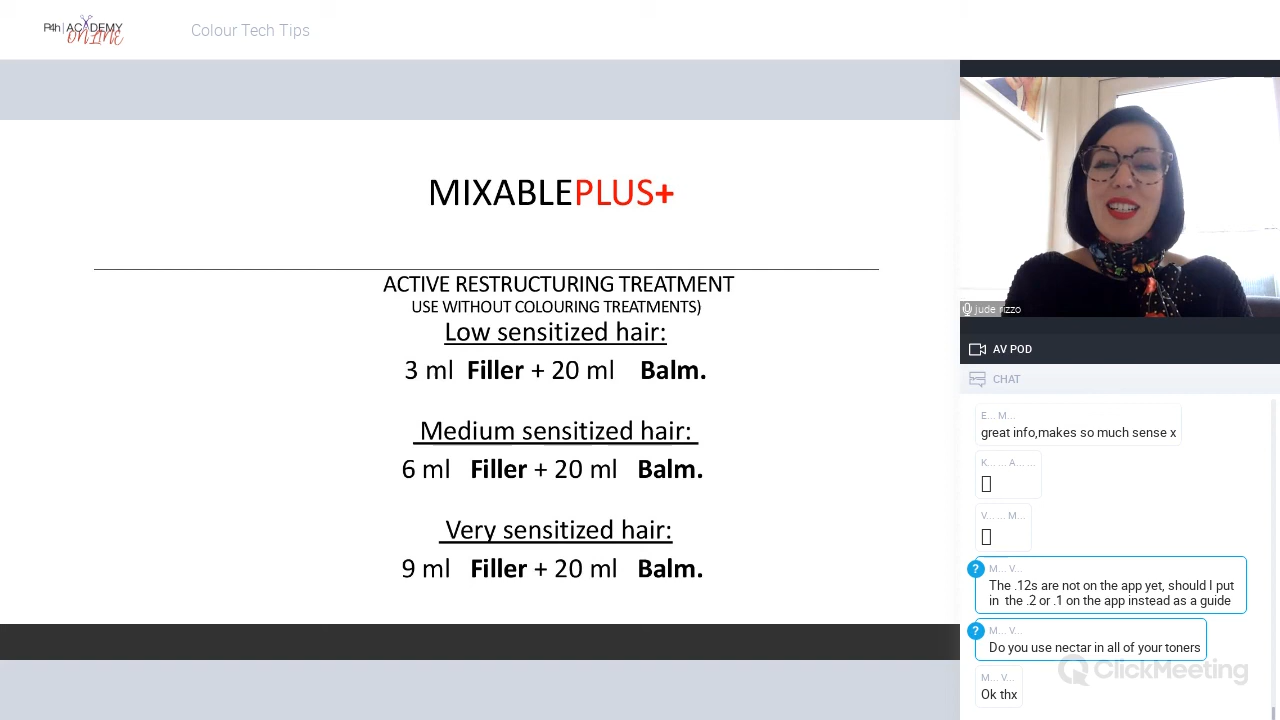 P4h | ACADEMY
ONLINE
Colour Tech Tips
MIXABLEPLUS+
ACTIVE RESTRUCTURING TREATMENT
USE WITHOUT COLOURING TREATMENTS)
Low sensitized hair:
3 ml Filler + 20 ml Balm.
Medium sensitized hair:
6 ml Filler + 20 ml Balm.
Very sensitized hair:
9 ml Filler + 20 ml Balm.
jude rizzo
AV POD
CHAT
E... M...
great info,makes so much sense x
K... ... A... ...
V... ... M...
? M... V...
The .12s are not on the app yet, should I put
in the .2 or .1 on the app instead as a guide
? M... V...
Do you use nectar in all of your toners
ClickMeeting
M... V...
Ok thx